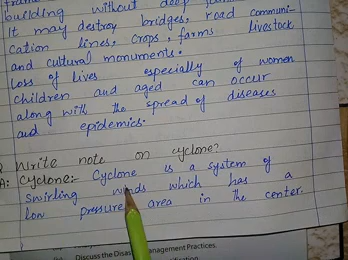 building without deep
It may destroy bridges, road communi-
cation lines, crops, farms livestock
and cultural monuments.
Loss of lives especially of women
children and aged can occur
along with the spread of diseases
and epidemics.
Write note on cyclone?
A: Cyclone:- Cyclone is a system of
swirling winds which has a
low pressure area in the center.
Discuss the Disas anagement Practices.